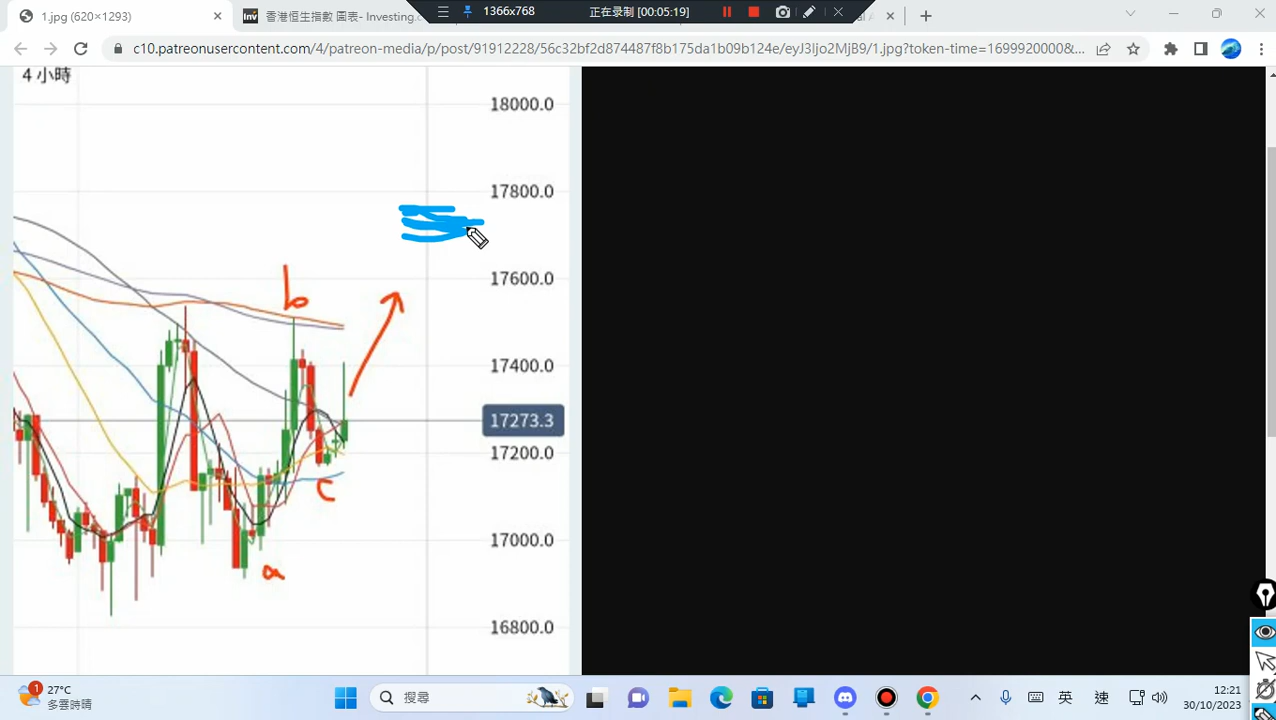 1.jpg (620×1293)
香港恒生指數 圖表- Investing.c
1366x768
正在录制 [00:05:19]
c10.patreonusercontent.com/4/patreon-media/p/post/91912228/56c32bf2d874487f8b175da1b09b124e/eyJ3Ijo2MjB9/1.jpg?token-time=1699920000&...
4 小時
18000.0
17800.0
17600.0
b
17400.0
17273.3
17200.0
c
17000.0
a
16800.0
1
27°C
多雲時晴
搜尋
英
速
12:21
30/10/2023